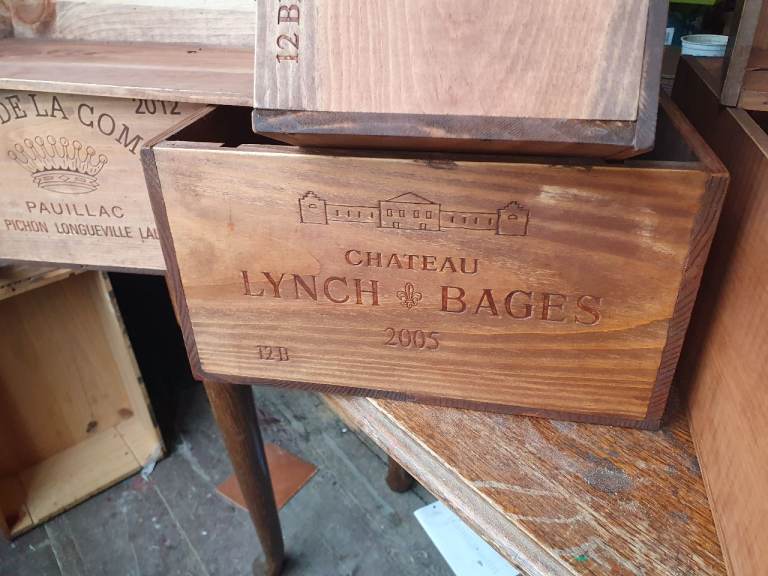 12 B
DE LA COM
2012
PAUILLAC
PICHON LONGUEVILLE LAL
CHATEAU
LYNCH BAGES
2005
12 B